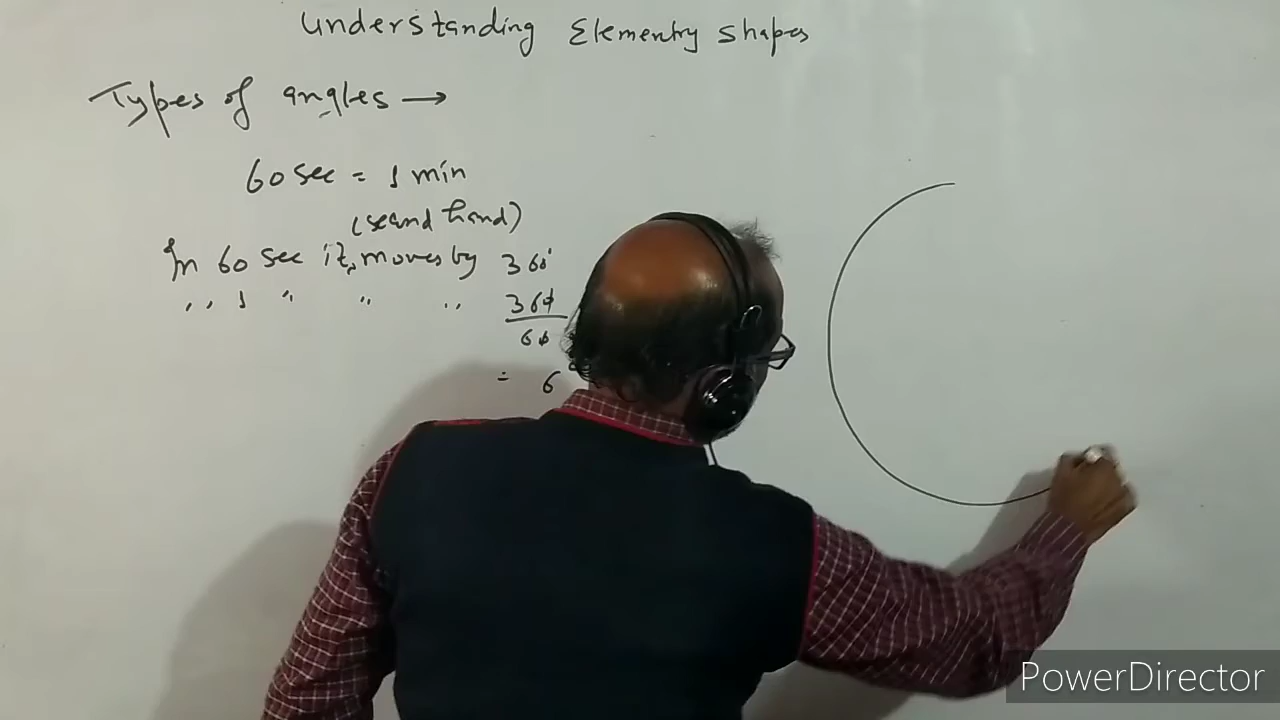 Understanding Elementry shapes
Types of angles →
60 sec = 1 min
(second hand)
In 60 sec it, moves by 360°
,, 1 " " " 360
60
= 6
PowerDirector